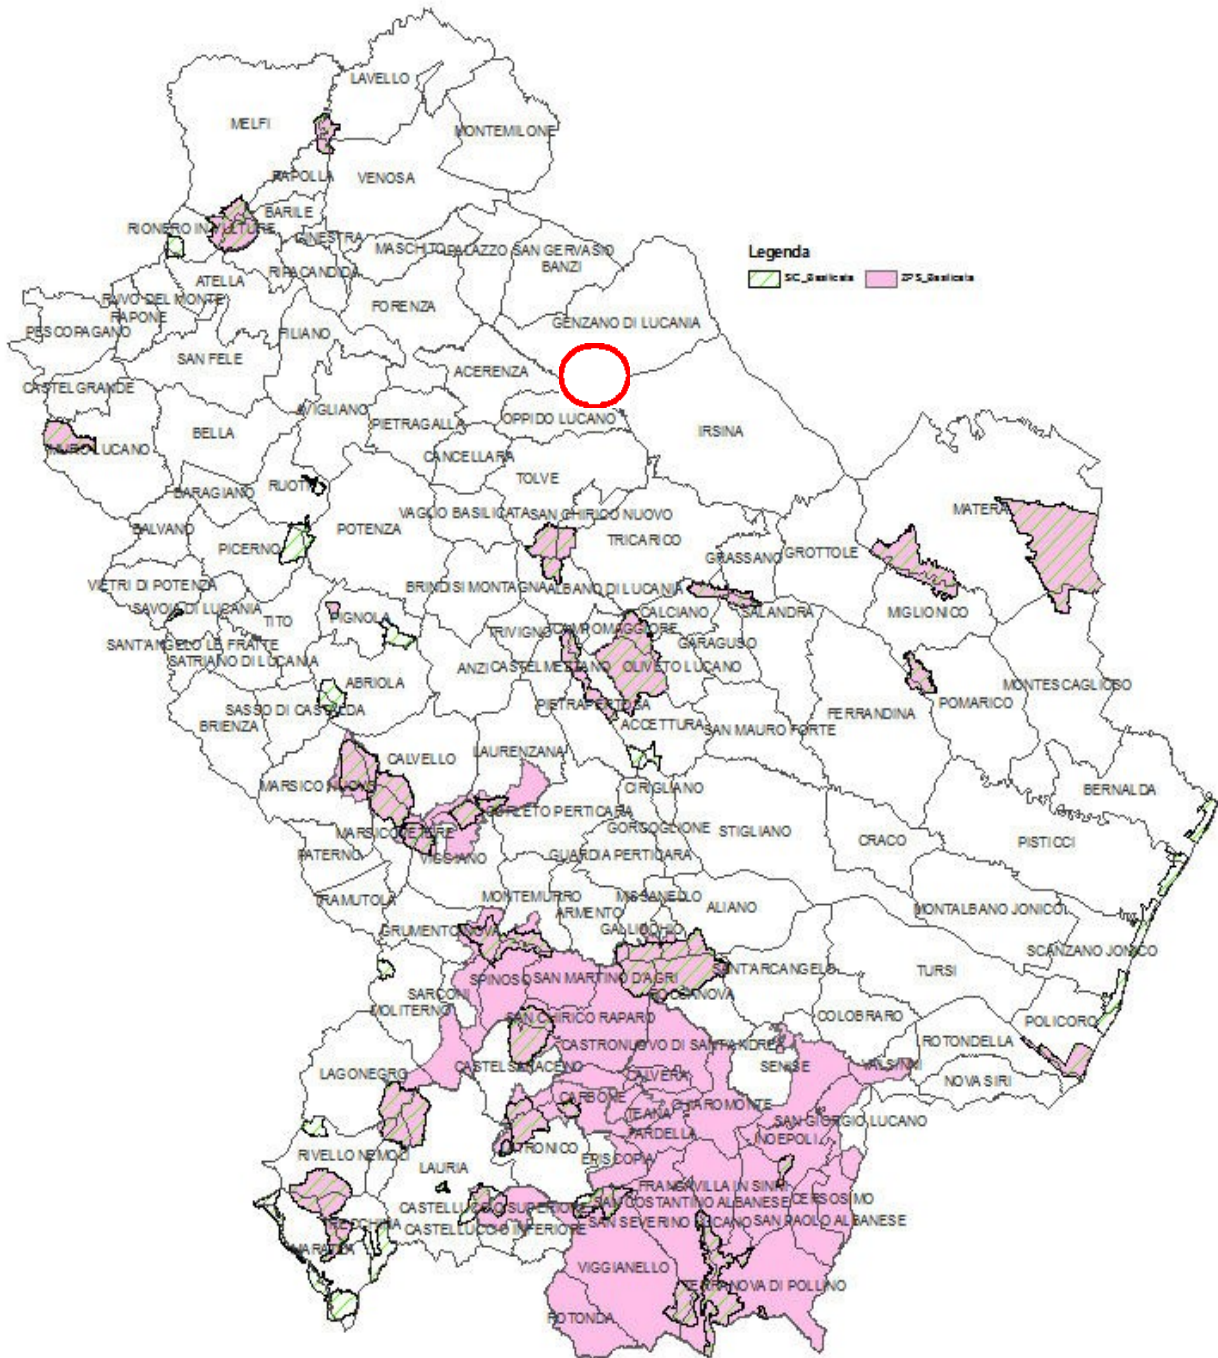 LAVELLO
MELFI
MONTEMILONE
RAPOLLA
VENOSA
BARILE
RIONERO IN VULTURE
GINESTRA
MASCHITO
PALAZZO SAN GERVASIO
BANZI
Legenda
SIC_Basilicata
ZPS_Basilicata
RIPACANDIDA
ATELLA
RUVO DEL MONTE
RAPONE
FORENZA
GENZANO DI LUCANIA
PESCOPAGANO
FILIANO
SAN FELE
ACERENZA
CASTELGRANDE
AVIGLIANO
PIETRAGALLA
OPPIDO LUCANO
IRSINA
BELLA
MURO LUCANO
CANCELLARA
TOLVE
BARAGIANO
RUOTI
VAGLIO BASILICATA
SAN CHIRICO NUOVO
MATERA
BALVANO
POTENZA
PICERNO
TRICARICO
GRASSANO
GROTTOLE
VIETRI DI POTENZA
BRINDISI MONTAGNA
ALBANO DI LUCANIA
SAVOIA DI LUCANIA
TITO
PIGNOLA
CALCIANO
SALANDRA
MIGLIONICO
SANT'ANGELO LE FRATTE
TRIVIGNO
CAMPOMAGGIORE
GARAGUSO
SATRIANO DI LUCANIA
ANZI
CASTELMEZZANO
OLIVETO LUCANO
ABRIOLA
MONTESCAGLIOSO
SASSO DI CASTALDA
PIETRAPERTOSA
POMARICO
BRIENZA
ACCETTURA
SAN MAURO FORTE
FERRANDINA
CALVELLO
LAURENZANA
MARSICO NUOVO
CIRIGLIANO
BERNALDA
CORLETO PERTICARA
MARSICOVETERE
GORGOGLIONE
STIGLIANO
CRACO
PISTICCI
PATERNO
VIGGIANO
GUARDIA PERTICARA
TRAMUTOLA
MONTEMURRO
MISSANELLO
ARMENTO
ALIANO
MONTALBANO JONICO
GRUMENTO NOVA
GALLICCHIO
SCANZANO JONICO
SPINOSO
SAN MARTINO D'AGRI
SANT'ARCANGELO
TURSI
SARCONI
ROCCANOVA
MOLITERNO
SAN CHIRICO RAPARO
COLOBRARO
POLICORO
CASTRONUOVO DI SANT'ANDREA
ROTONDELLA
CASTELSARACENO
SENISE
VALSINNI
LAGONEGRO
CALVERA
NOVA SIRI
CARBONE
CHIAROMONTE
TEANA
SAN GIORGIO LUCANO
FARDELLA
NOEPOLI
RIVELLO
NEMOLI
LATRONICO
EPISCOPIA
LAURIA
FRANCAVILLA IN SINNI
CASTELLUCCIO SUPERIORE
SAN COSTANTINO ALBANESE
CERSOSIMO
TRECCHINA
CASTELLUCCIO INFERIORE
SAN SEVERINO LUCANO
SAN PAOLO ALBANESE
MARATEA
VIGGIANELLO
TERRANOVA DI POLLINO
ROTONDA